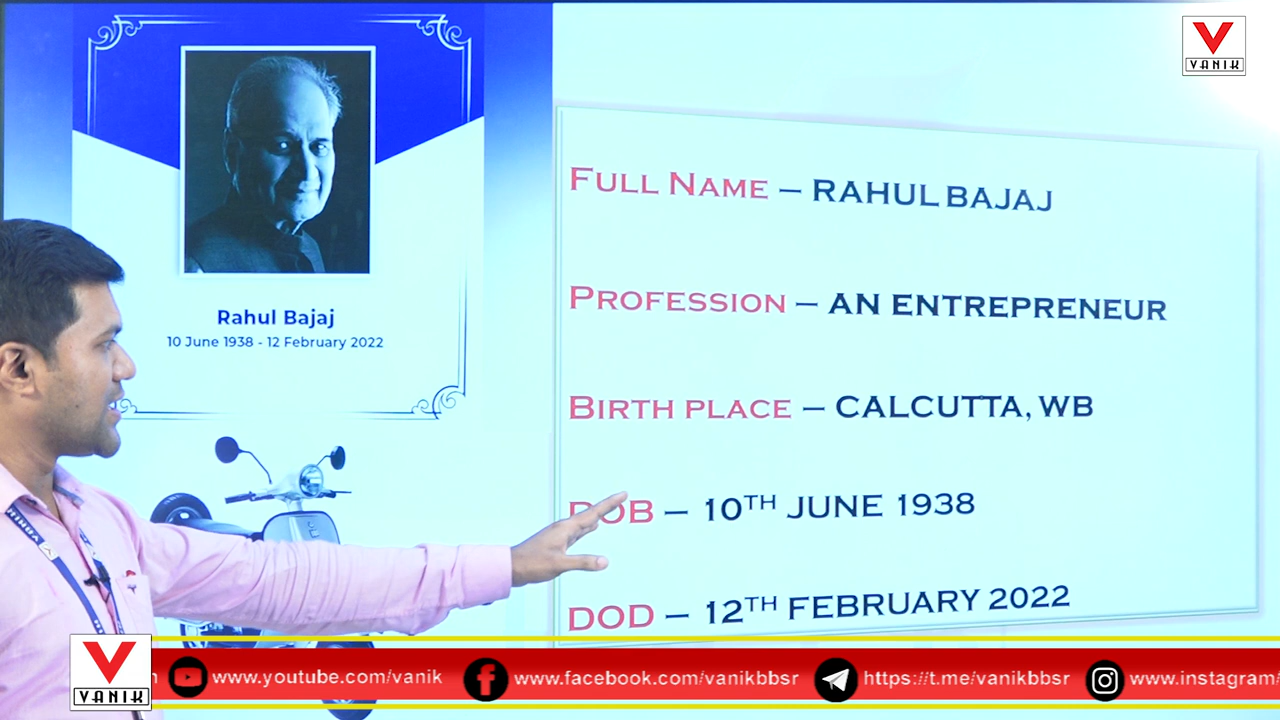 VANIK
FULL NAME – RAHUL BAJAJ
PROFESSION – AN ENTREPRENEUR
BIRTH PLACE – CALCUTTA, WB
DOB – 10TH JUNE 1938
DOD – 12TH FEBRUARY 2022
Rahul Bajaj
10 June 1938 - 12 February 2022
VANIK
www.youtube.com/vanik
www.facebook.com/vanikbbsr
https://t.me/vanikbbsr
www.instagram/